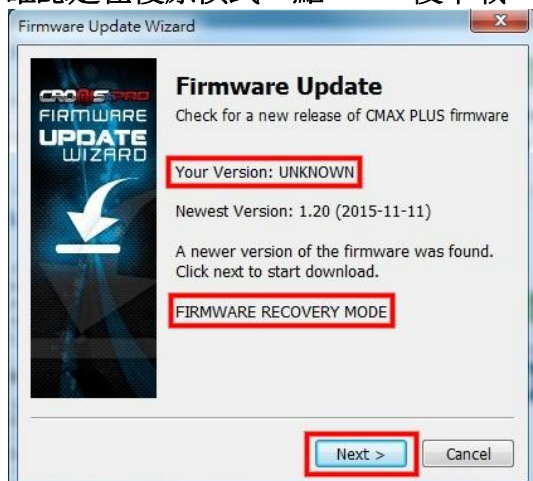 Firmware Update Wizard
CRONUS PRO
FIRMWARE
UPDATE
WIZARD
Firmware Update
Check for a new release of CMAX PLUS firmware
Your Version: UNKNOWN
Newest Version: 1.20 (2015-11-11)
A newer version of the firmware was found.
Click next to start download.
FIRMWARE RECOVERY MODE
Next >
Cancel